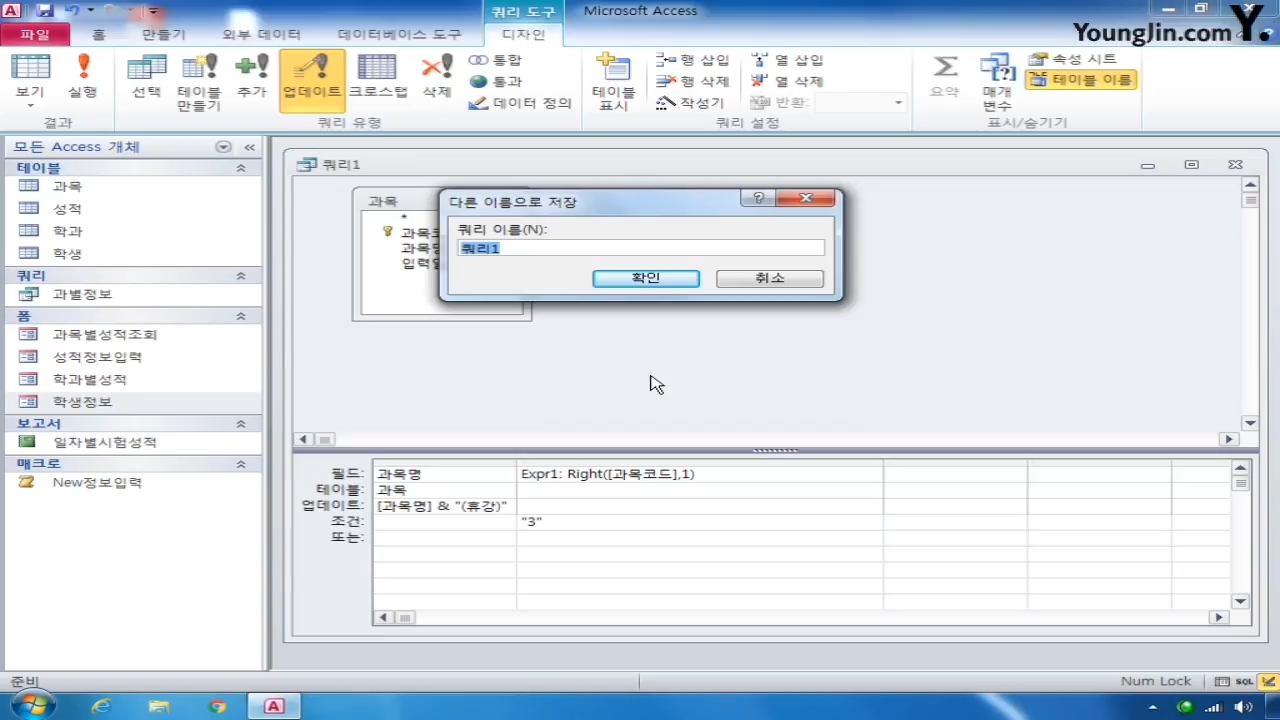 쿼리 도구
Microsoft Access
YoungJin.com Y.
파일
홈
만들기
외부 데이터
데이터베이스 도구
디자인
보기
실행
선택
테이블
만들기
추가
업데이트
크로스탭
삭제
통합
통과
데이터 정의
테이블
표시
행 삽입
행 삭제
작성기
열 삽입
열 삭제
반환:
요약
매개
변수
속성 시트
테이블 이름
결과
쿼리 유형
쿼리 설정
표시/숨기기
모든 Access 개체
테이블
과목
성적
학과
학생
쿼리
과별정보
폼
과목별성적조회
성적정보입력
학과별성적
학생정보
보고서
일자별시험성적
매크로
New정보입력
쿼리1
과목
*
과목코
과목명
다른 이름으로 저장
쿼리 이름(N):
쿼리1
확인
취소
필드: 과목명 Expr1: Right([과목코드],1)
테이블: 과목
업데이트: [과목명] & "(휴강)"
조건: "3"
또는:
준비
Num Lock
SQL